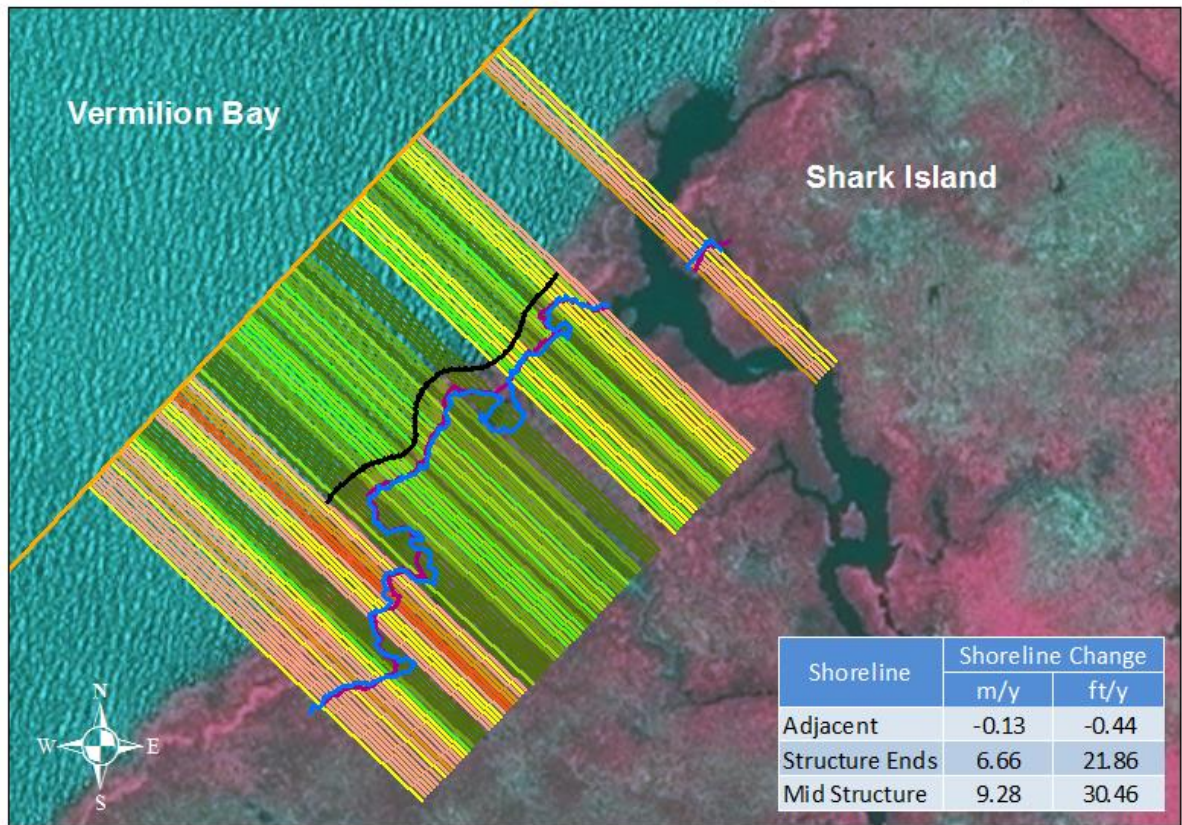 Vermilion Bay
Shark Island
N
W E
S
Shoreline Shoreline Change
m/y ft/y
Adjacent -0.13 -0.44
Structure Ends 6.66 21.86
Mid Structure 9.28 30.46